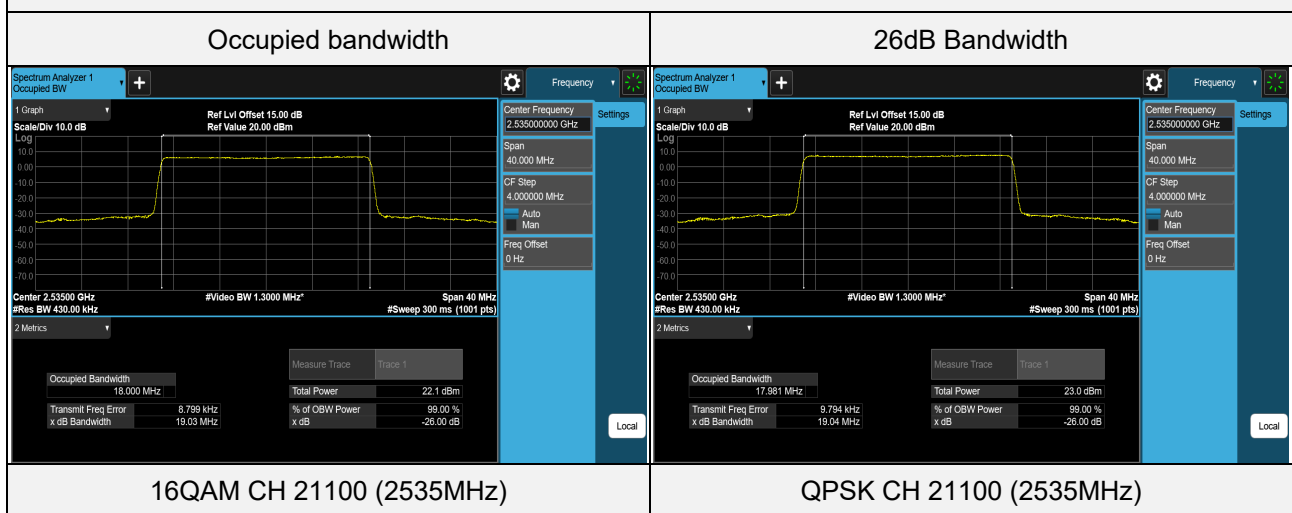 Occupied bandwidth
26dB Bandwidth
Spectrum Analyzer 1
Occupied BW
+
Frequency
1 Graph
Scale/Div 10.0 dB
Ref Lvl Offset 15.00 dB
Ref Value 20.00 dBm
Log
10.0
0.00
-10.0
-20.0
-30.0
-40.0
-50.0
-60.0
-70.0
Center 2.53500 GHz
#Res BW 430.00 kHz
#Video BW 1.3000 MHz*
Span 40 MHz
#Sweep 300 ms (1001 pts)
Center Frequency
2.535000000 GHz
Settings
Span
40.000 MHz
CF Step
4.000000 MHz
Auto
Man
Freq Offset
0 Hz
Local
2 Metrics
Measure Trace Trace 1
Occupied Bandwidth
18.000 MHz
Total Power 22.1 dBm
Transmit Freq Error 8.799 kHz
% of OBW Power 99.00 %
x dB Bandwidth 19.03 MHz
x dB -26.00 dB
Spectrum Analyzer 1
Occupied BW
+
Frequency
1 Graph
Scale/Div 10.0 dB
Ref Lvl Offset 15.00 dB
Ref Value 20.00 dBm
Log
10.0
0.00
-10.0
-20.0
-30.0
-40.0
-50.0
-60.0
-70.0
Center 2.53500 GHz
#Res BW 430.00 kHz
#Video BW 1.3000 MHz*
Span 40 MHz
#Sweep 300 ms (1001 pts)
Center Frequency
2.535000000 GHz
Settings
Span
40.000 MHz
CF Step
4.000000 MHz
Auto
Man
Freq Offset
0 Hz
Local
2 Metrics
Measure Trace Trace 1
Occupied Bandwidth
17.981 MHz
Total Power 23.0 dBm
Transmit Freq Error 9.794 kHz
% of OBW Power 99.00 %
x dB Bandwidth 19.04 MHz
x dB -26.00 dB
16QAM CH 21100 (2535MHz)
QPSK CH 21100 (2535MHz)